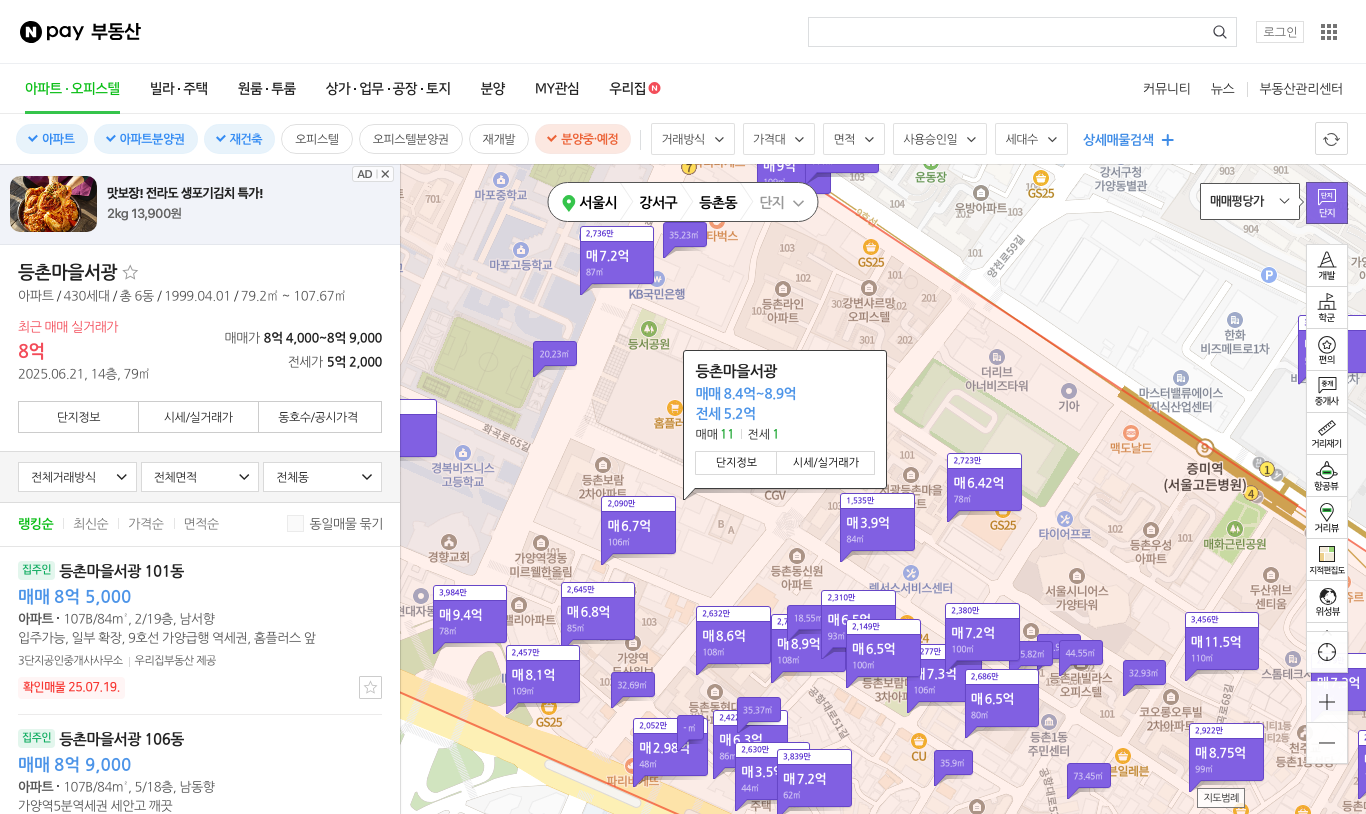 N pay 부동산
로그인
아파트·오피스텔 빌라·주택 원룸·투룸 상가·업무·공장·토지 분양 MY관심 우리집 N 커뮤니티 뉴스 부동산관리센터
아파트 아파트분양권 재건축 오피스텔 오피스텔분양권 재개발 분양중·예정 거래방식 가격대 면적 사용승인일 세대수 상세매물검색
AD
맛보장! 전라도 생포기김치 특가!
2kg 13,900원
등촌마을서광
아파트 / 430세대 / 총 6동 / 1999.04.01 / 79.2㎡ ~ 107.67㎡
최근 매매 실거래가
8억
2025.06.21, 14층, 79㎡
매매가 8억 4,000~8억 9,000
전세가 5억 2,000
단지정보 시세/실거래가 동호수/공시가격
전체거래방식 전체면적 전체동
랭킹순 최신순 가격순 면적순 동일매물 묶기
집주인 등촌마을서광 101동
매매 8억 5,000
아파트 · 107B/84㎡, 2/19층, 남서향
입주가능, 일부 확장, 9호선 가양급행 역세권, 홈플러스 앞
3단지공인중개사사무소 우리집부동산 제공
확인매물 25.07.19.
집주인 등촌마을서광 106동
매매 8억 9,000
아파트 · 107B/84㎡, 5/18층, 남동향
가양역5분역세권 세안고 깨끗
서울시 강서구 등촌동 단지
매매평당가
단지
단지
개발
학군
편의
중개
중개사
거리재기
항공뷰
거리뷰
지적편집도
위성뷰
지도범례
등촌마을서광
매매 8.4억~8.9억
전세 5.2억
매매 11 전세 1
단지정보 시세/실거래가
마포중학교
마포고등학교
KB국민은행
등서공원
운동장
우방아파트
GS25
강서구청
가양동별관
903
901
904
103
102
101
103
양천로59길
GS25
등촌라인
아파트
강변샤르망
오피스텔
202
201
301
302
더리브
아너비즈타워
기아
한화
비즈메트로1차
마스터밸류에이스
지식산업센터
맥도날드
9
증미역
(서울고든병원)
1
4
7
화곡로65길
경복비즈니스
고등학교
등촌보람
2차아파트
CGV
B
A
GS25
타이어프로
등촌우성
아파트
매화근린공원
경향교회
가양역경동
미르웰한올림
등촌동신원
아파트
렉서스서비스센터
서울시니어스
가양타워
두산위브
센티움
가양역
GS25
공항대로51길
공항대로5
등촌1동
주민센터
코오롱오투빌
2차아파트
CU
세븐일레븐
파리바게뜨
주택
P
2,736만
매7.2억
87㎡
35.23㎡
20.23㎡
2,090만
매6.7억
106㎡
1,535만
매3.9억
84㎡
2,723만
매6.42억
78㎡
3,984만
매9.4억
78㎡
2,645만
매6.8억
85㎡
2,457만
매8.1억
109㎡
32.69㎡
2,632만
매8.6억
108㎡
매8.9억
108㎡
18.55㎡
2,310만
93㎡
2,149만
매6.5억
100㎡
매7.3억
106㎡
2,380만
매7.2억
100㎡
2,686만
매6.5억
80㎡
44.55㎡
32.93㎡
3,456만
매11.5억
110㎡
2,052만
48㎡
35.37㎡
매6.3억
2,630만
매3.5억
44㎡
3,839만
매7.2억
62㎡
35.9㎡
73.45㎡
2,922만
매8.75억
99㎡